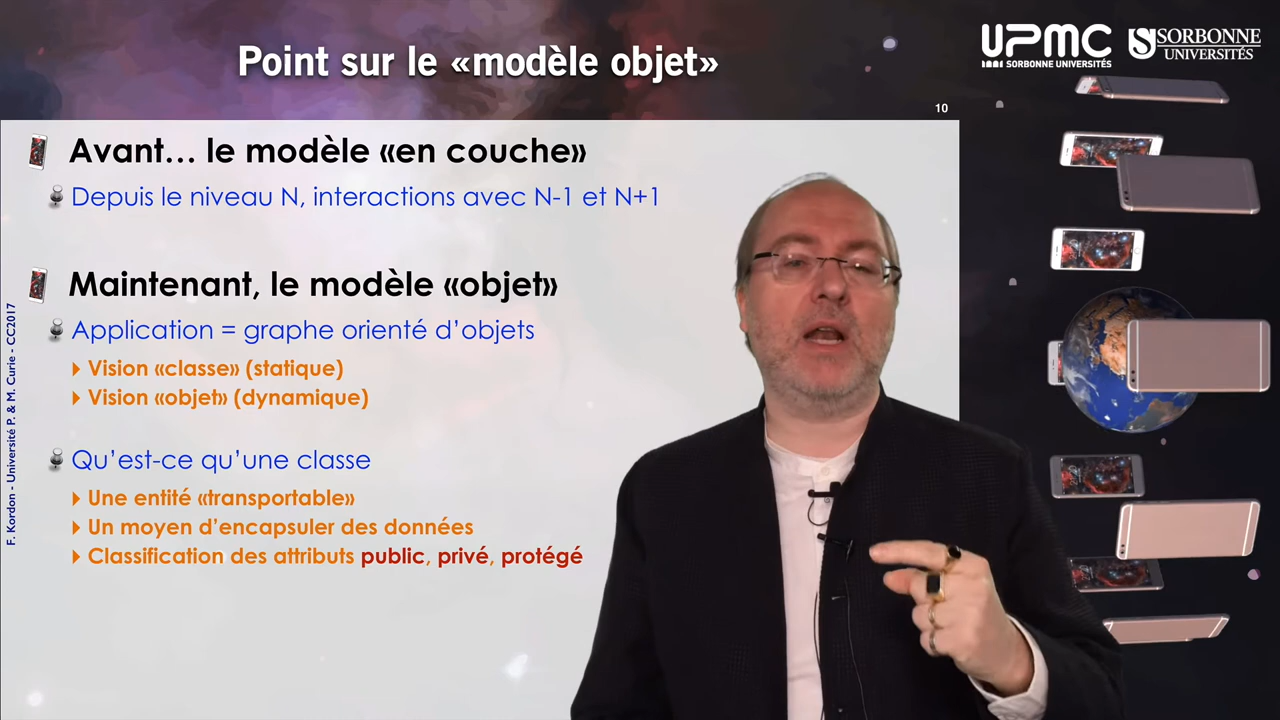 Point sur le «modèle objet»
UPMC
SORBONNE UNIVERSITÉS
SORBONNE
UNIVERSITÉS
10
Avant... le modèle «en couche»
Depuis le niveau N, interactions avec N-1 et N+1
Maintenant, le modèle «objet»
Application = graphe orienté d’objets
Vision «classe» (statique)
Vision «objet» (dynamique)
Qu’est-ce qu’une classe
Une entité «transportable»
Un moyen d’encapsuler des données
Classification des attributs public, privé, protégé
F. Kordon - Université P. & M. Curie - CC2017